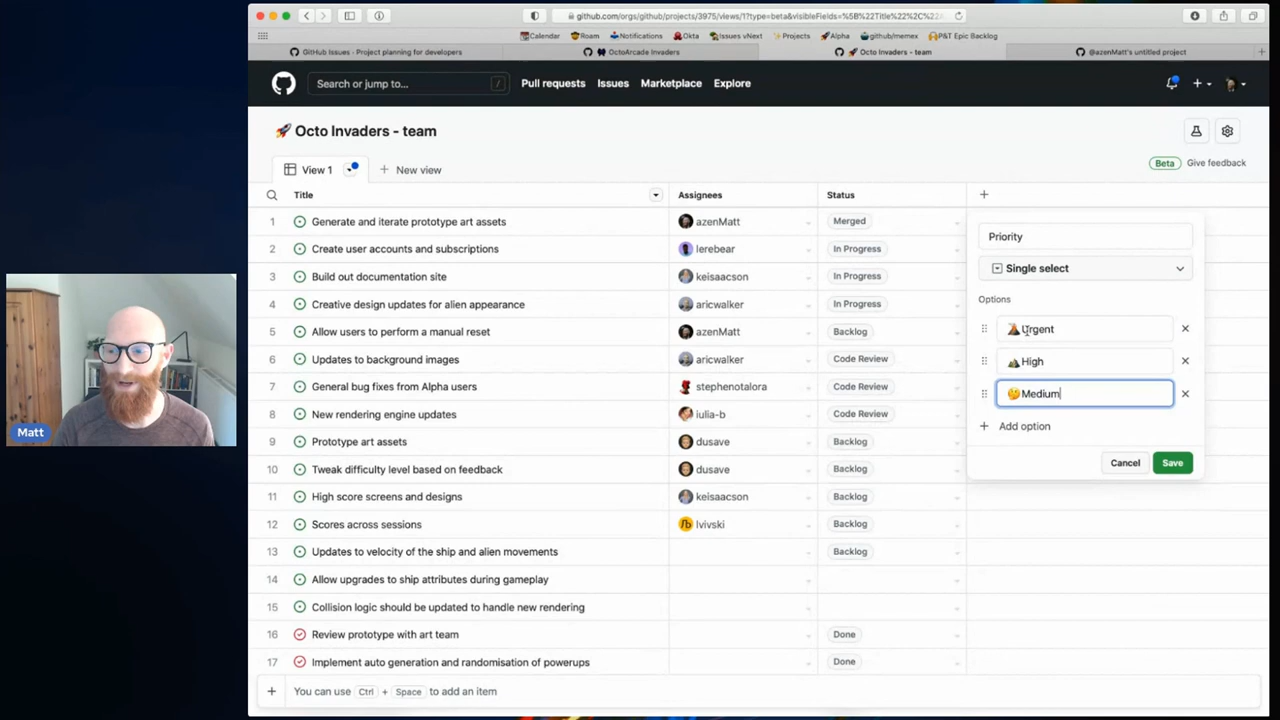 github.com/orgs/github/projects/3975/views/1?type=beta&visibleFields=%5B%22Title%22%2C%22A...
Calendar Roam Notifications Okta Issues vNext Projects Alpha github/memex P&T Epic Backlog
GitHub Issues · Project planning for developers OctoArcade Invaders 🚀 Octo Invaders - team @azenMatt's untitled project
Search or jump to... / Pull requests Issues Marketplace Explore
🚀 Octo Invaders - team
View 1 New view Beta Give feedback
Title Assignees Status
1 Generate and iterate prototype art assets azenMatt Merged
2 Create user accounts and subscriptions lerebear In Progress
3 Build out documentation site keisaacson In Progress
4 Creative design updates for alien appearance aricwalker In Progress
5 Allow users to perform a manual reset azenMatt Backlog
6 Updates to background images aricwalker Code Review
7 General bug fixes from Alpha users stephenotalora Code Review
8 New rendering engine updates iulia-b Code Review
9 Prototype art assets dusave Backlog
10 Tweak difficulty level based on feedback dusave Backlog
11 High score screens and designs keisaacson Backlog
12 Scores across sessions lvivski Backlog
13 Updates to velocity of the ship and alien movements Backlog
14 Allow upgrades to ship attributes during gameplay
15 Collision logic should be updated to handle new rendering
16 Review prototype with art team Done
17 Implement auto generation and randomisation of powerups Done
You can use Ctrl + Space to add an item
Priority
Single select
Options
🌋Urgent
⛰️High
🤔Medium
Add option
Cancel Save
Matt